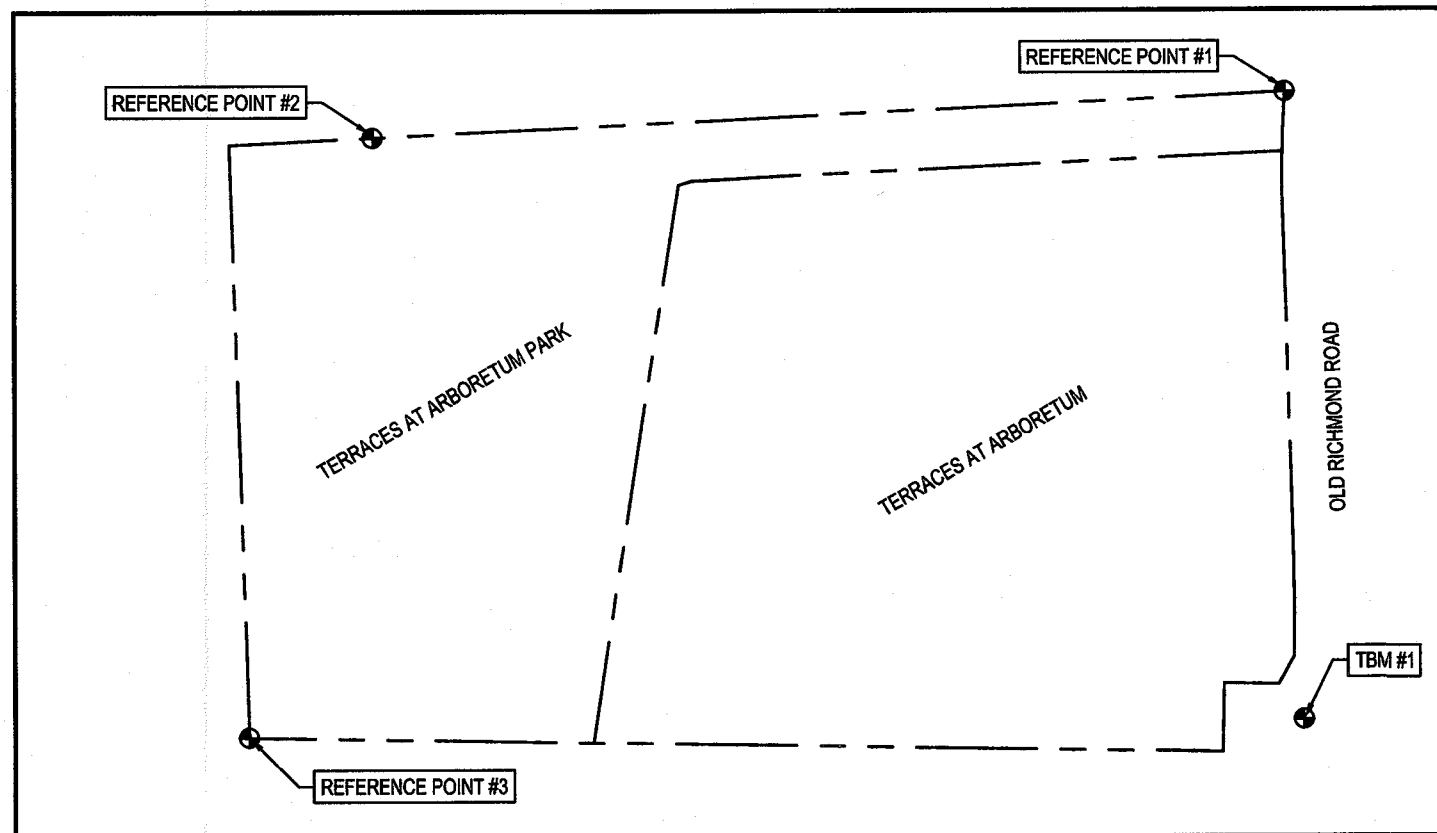 REFERENCE POINT #1
REFERENCE POINT #2
TERRACES AT ARBORETUM PARK
TERRACES AT ARBORETUM
OLD RICHMOND ROAD
TBM #1
REFERENCE POINT #3